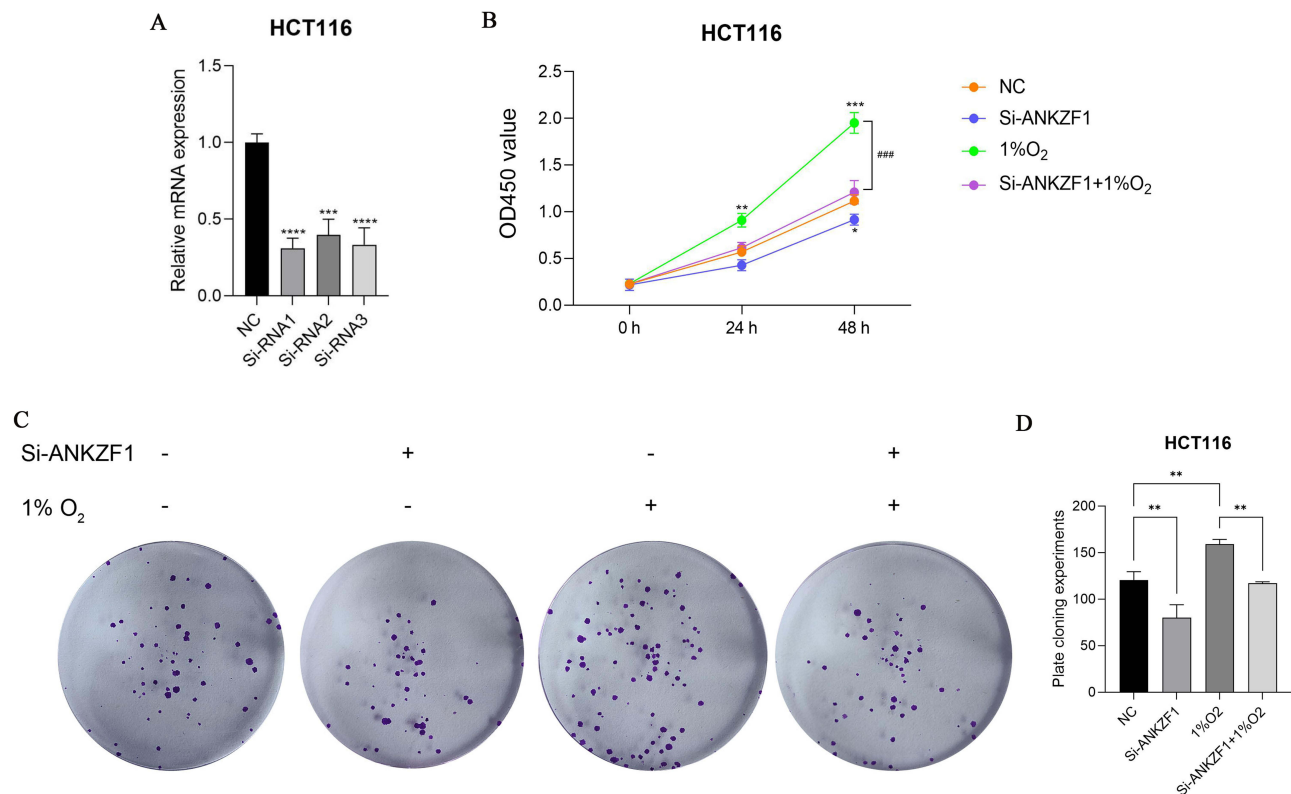 A
HCT116
Relative mRNA expression
1.5
1.0
0.5
0.0
****
***
****
NC
Si-RNA1
Si-RNA2
Si-RNA3
B
HCT116
OD450 value
2.5
2.0
1.5
1.0
0.5
0.0
**
***
###
*
0 h
24 h
48 h
NC
Si-ANKZF1
1%O₂
Si-ANKZF1+1%O₂
C
Si-ANKZF1 - + - +
1% O₂ - - + +
D
HCT116
Plate cloning experiments
200
150
100
50
0
**
**
**
NC
Si-ANKZF1
1%O2
Si-ANKZF1+1%O2